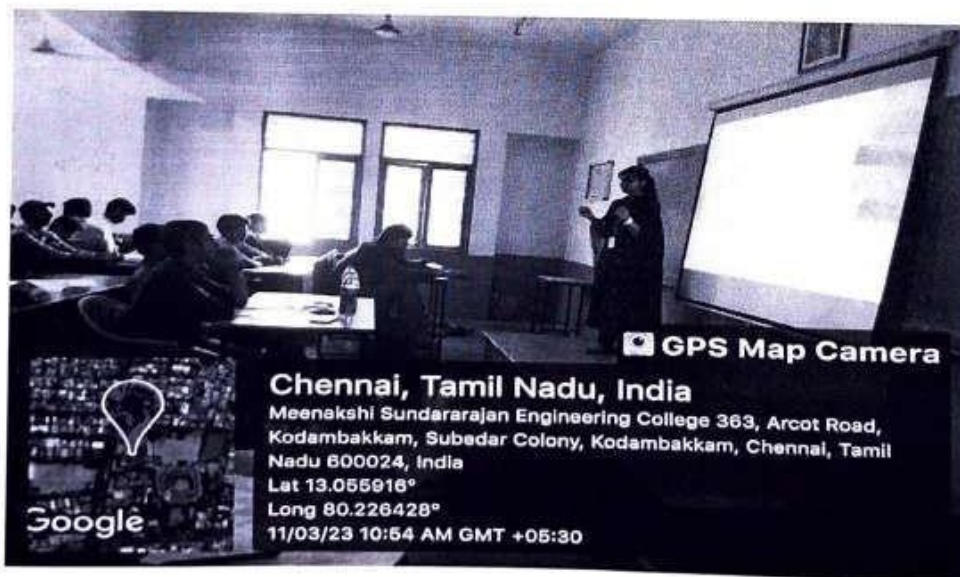 GPS Map Camera
Chennai, Tamil Nadu, India
Meenakshi Sundararajan Engineering College 363, Arcot Road,
Kodambakkam, Subedar Colony, Kodambakkam, Chennai, Tamil
Nadu 600024, India
Lat 13.055916°
Long 80.226428°
11/03/23 10:54 AM GMT +05:30
Google